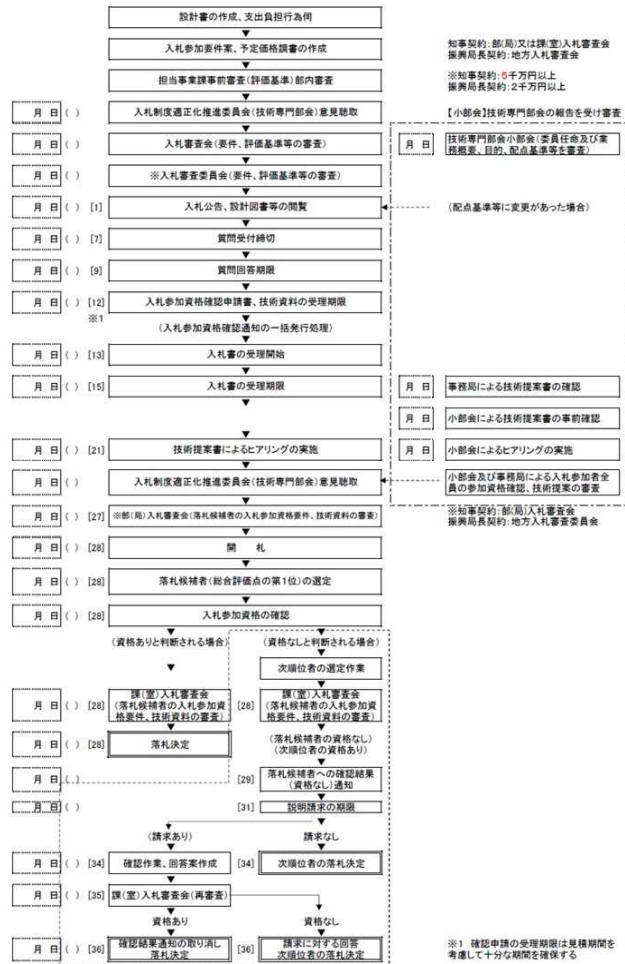 設計書の作成、支出負担行為伺
入札参加要件案、予定価格調書の作成
知事契約:部(局)又は課(室)入札審査会
振興局長契約:地方入札審査会
担当事業課事前審査(評価基準)部内審査
※知事契約:5千万円以上
振興局長契約:2千万円以上
月 日 ( ) 入札制度適正化推進委員会(技術専門部会)意見聴取
【小部会】技術専門部会の報告を受け審査
月 日 ( ) 入札審査会(要件、評価基準等の審査)
月 日 技術専門部会小部会(委員任命及び業
務概要、目的、配点基準等を審査)
月 日 ( ) ※入札審査委員会(要件、評価基準等の審査)
月 日 ( ) [1] 入札公告、設計図書等の閲覧
(配点基準等に変更があった場合)
月 日 ( ) [7] 質問受付締切
月 日 ( ) [9] 質問回答期限
月 日 ( ) [12] 入札参加資格確認申請書、技術資料の受理期限
※1
(入札参加資格確認通知の一括発行処理)
月 日 ( ) [13] 入札書の受理開始
月 日 ( ) [15] 入札書の受理期限
月 日 事務局による技術提案書の確認
月 日 小部会による技術提案書の事前確認
月 日 ( ) [21] 技術提案書によるヒアリングの実施
月 日 小部会によるヒアリングの実施
月 日 ( ) 入札制度適正化推進委員会(技術専門部会)意見聴取
小部会及び事務局による入札参加者全
員の参加資格確認、技術提案の審査
月 日 ( ) [27] ※部(局)入札審査会(落札候補者の入札参加資格要件、技術資料の審査)
※知事契約:部(局)入札審査会
振興局長契約:地方入札審査委員会
月 日 ( ) [28] 開 札
月 日 ( ) [28] 落札候補者(総合評価点の第1位)の選定
月 日 ( ) [28] 入札参加資格の確認
(資格ありと判断される場合) (資格なしと判断される場合)
次順位者の選定作業
月 日 ( ) [28] 課(室)入札審査会
(落札候補者の入札参加資
格要件、技術資料の審査)
[28] 課(室)入札審査会
(落札候補者の入札参加資
格要件、技術資料の審査)
月 日 ( ) [28] 落札決定
(落札候補者の資格なし)
(次順位者の資格あり)
月 日 ( ) [29] 落札候補者への確認結果
(資格なし)通知
月 日 ( ) [31] 説明請求の期限
(請求あり) 請求なし
月 日 ( ) [34] 確認作業、回答案作成 [34] 次順位者の落札決定
月 日 ( ) [35] 課(室)入札審査会(再審査)
資格あり 資格なし
月 日 ( ) [36] 確認結果通知の取り消し
落札決定
[36] 請求に対する回答
次順位者の落札決定
※1 確認申請の受理期限は見積期間を
考慮して十分な期間を確保する